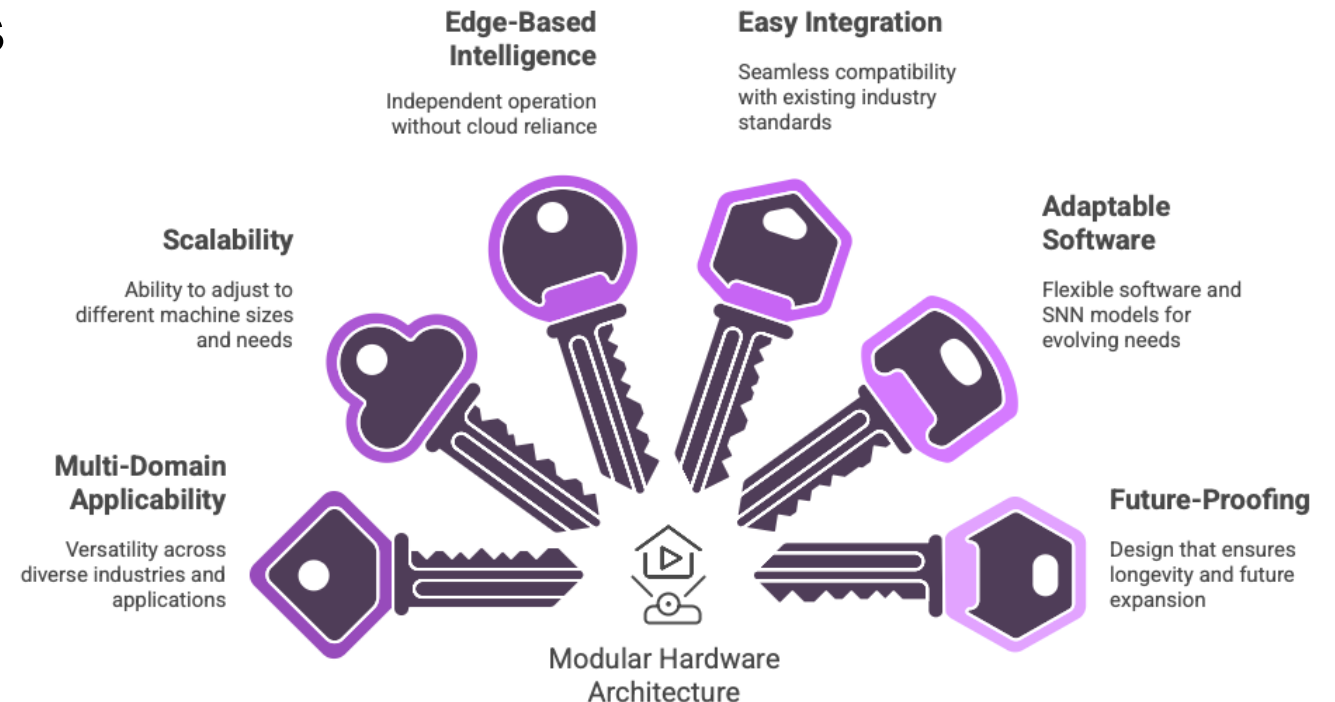 s
Edge-Based
Intelligence
Independent operation
without cloud reliance
Easy Integration
Seamless compatibility
with existing industry
standards
Scalability
Ability to adjust to
different machine sizes
and needs
Adaptable
Software
Flexible software and
SNN models for
evolving needs
Multi-Domain
Applicability
Versatility across
diverse industries and
applications
Future-Proofing
Design that ensures
longevity and future
expansion
Modular Hardware
Architecture